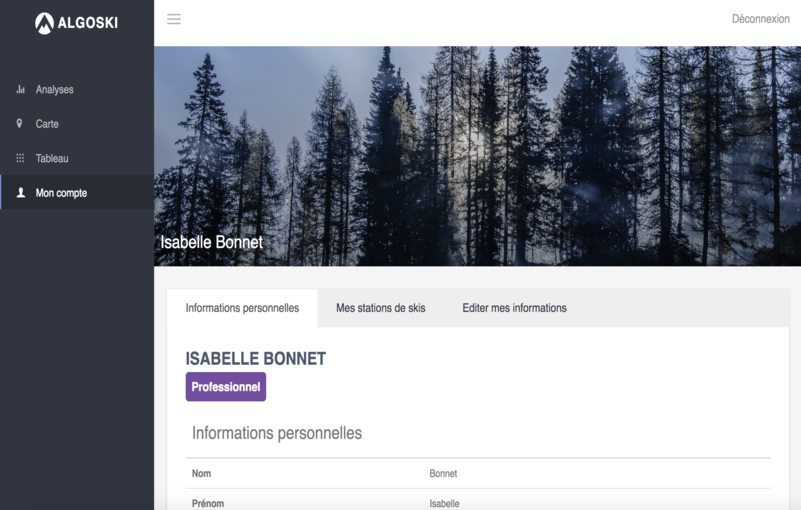 ALGOSKI
Déconnexion
Analyses
Carte
Tableau
Mon compte
Isabelle Bonnet
Informations personnelles
Mes stations de skis
Editer mes informations
ISABELLE BONNET
Professionnel
Informations personnelles
Nom Bonnet
Prénom Isabelle